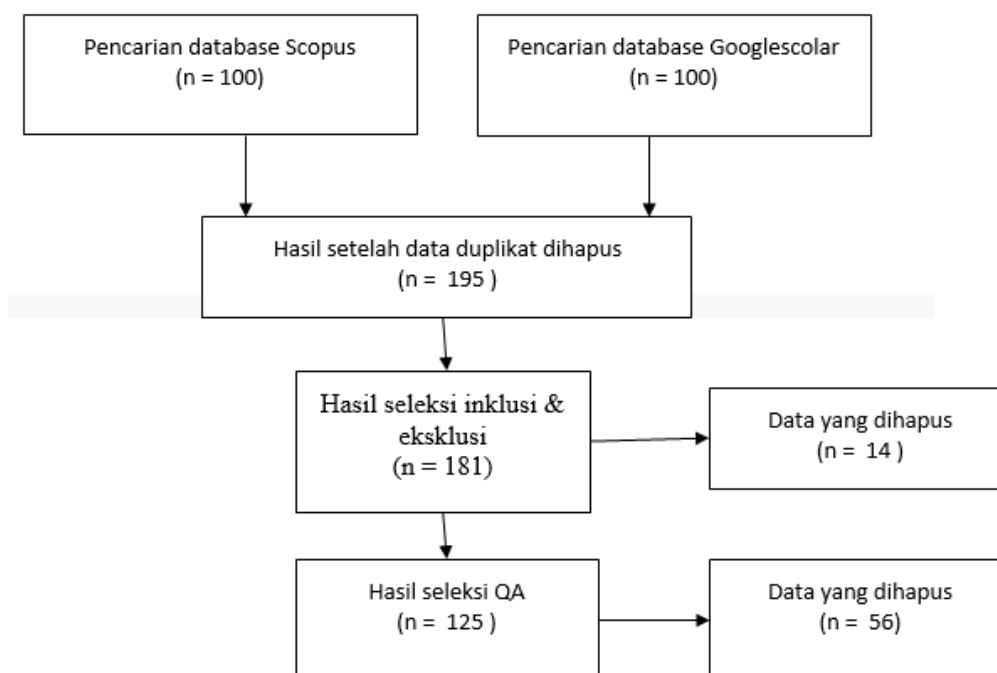 Pencarian database Scopus
(n = 100)
Pencarian database Googlescolar
(n = 100)
Hasil setelah data duplikat dihapus
(n =  195 )
Hasil seleksi inklusi &
eksklusi
(n = 181)
Data yang dihapus
(n =  14 )
Hasil seleksi QA
(n =  125 )
Data yang dihapus
(n =  56)